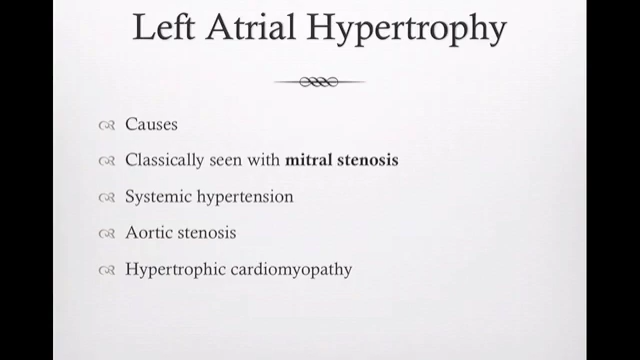 Left Atrial Hypertrophy
Causes
Classically seen with mitral stenosis
Systemic hypertension
Aortic stenosis
Hypertrophic cardiomyopathy